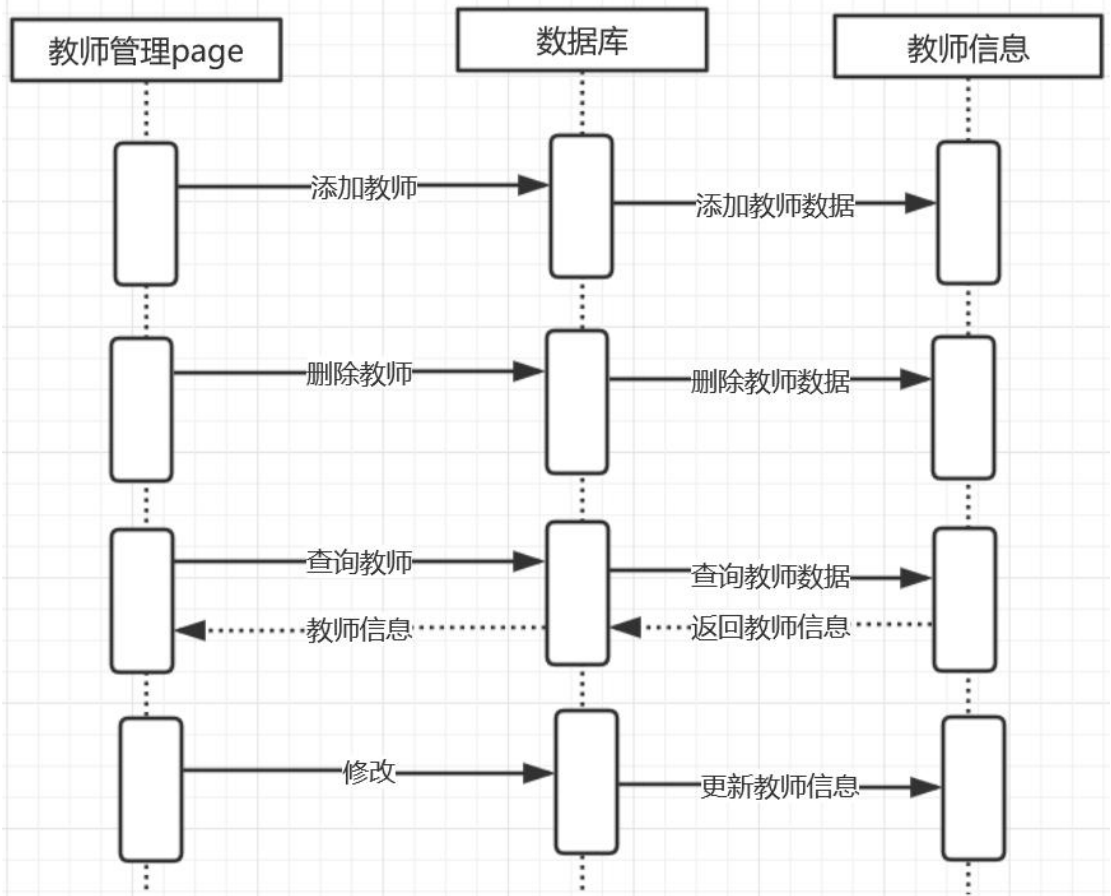 教师管理page
数据库
教师信息
添加教师
添加教师数据
删除教师
删除教师数据
查询教师
查询教师数据
教师信息
返回教师信息
修改
更新教师信息